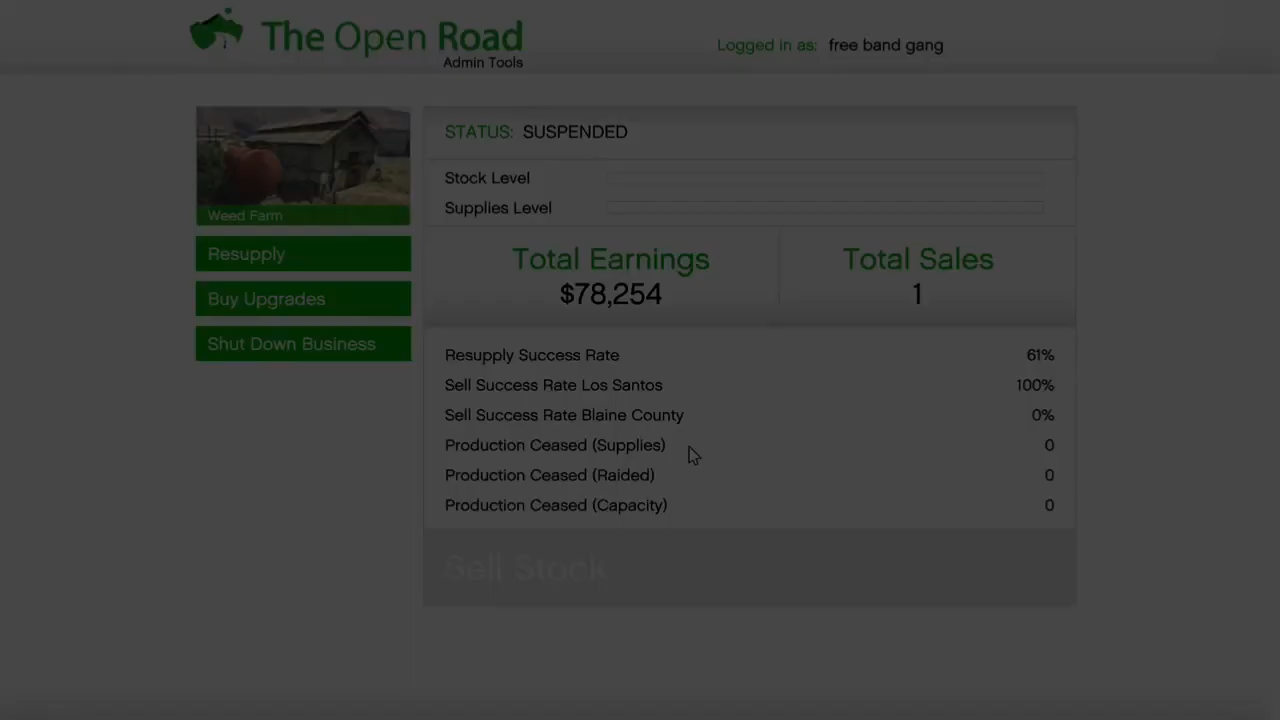 The Open Road
Admin Tools
Logged in as: free band gang
Weed Farm
Resupply
Buy Upgrades
Shut Down Business
STATUS: SUSPENDED
Stock Level
Supplies Level
Total Earnings
$78,254
Total Sales
1
Resupply Success Rate 61%
Sell Success Rate Los Santos 100%
Sell Success Rate Blaine County 0%
Production Ceased (Supplies) 0
Production Ceased (Raided) 0
Production Ceased (Capacity) 0
Sell Stock